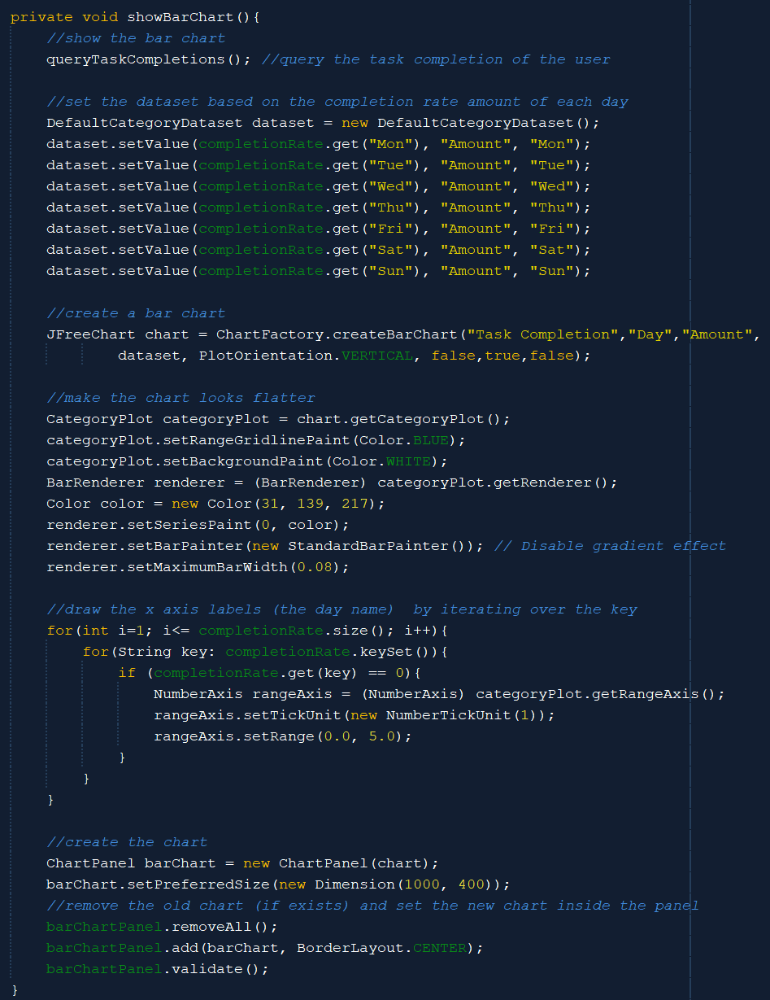 private void showBarChart(){
    //show the bar chart
    queryTaskCompletions(); //query the task completion of the user

    //set the dataset based on the completion rate amount of each day
    DefaultCategoryDataset dataset = new DefaultCategoryDataset();
    dataset.setValue(completionRate.get("Mon"), "Amount", "Mon");
    dataset.setValue(completionRate.get("Tue"), "Amount", "Tue");
    dataset.setValue(completionRate.get("Wed"), "Amount", "Wed");
    dataset.setValue(completionRate.get("Thu"), "Amount", "Thu");
    dataset.setValue(completionRate.get("Fri"), "Amount", "Fri");
    dataset.setValue(completionRate.get("Sat"), "Amount", "Sat");
    dataset.setValue(completionRate.get("Sun"), "Amount", "Sun");

    //create a bar chart
    JFreeChart chart = ChartFactory.createBarChart("Task Completion","Day","Amount",
            dataset, PlotOrientation.VERTICAL, false,true,false);

    //make the chart looks flatter
    CategoryPlot categoryPlot = chart.getCategoryPlot();
    categoryPlot.setRangeGridlinePaint(Color.BLUE);
    categoryPlot.setBackgroundPaint(Color.WHITE);
    BarRenderer renderer = (BarRenderer) categoryPlot.getRenderer();
    Color color = new Color(31, 139, 217);
    renderer.setSeriesPaint(0, color);
    renderer.setBarPainter(new StandardBarPainter()); // Disable gradient effect
    renderer.setMaximumBarWidth(0.08);

    //draw the x axis labels (the day name)  by iterating over the key
    for(int i=1; i<= completionRate.size(); i++){
        for(String key: completionRate.keySet()){
            if (completionRate.get(key) == 0){
                NumberAxis rangeAxis = (NumberAxis) categoryPlot.getRangeAxis();
                rangeAxis.setTickUnit(new NumberTickUnit(1));
                rangeAxis.setRange(0.0, 5.0);
            }
        }
    }

    //create the chart
    ChartPanel barChart = new ChartPanel(chart);
    barChart.setPreferredSize(new Dimension(1000, 400));
    //remove the old chart (if exists) and set the new chart inside the panel
    barChartPanel.removeAll();
    barChartPanel.add(barChart, BorderLayout.CENTER);
    barChartPanel.validate();
}